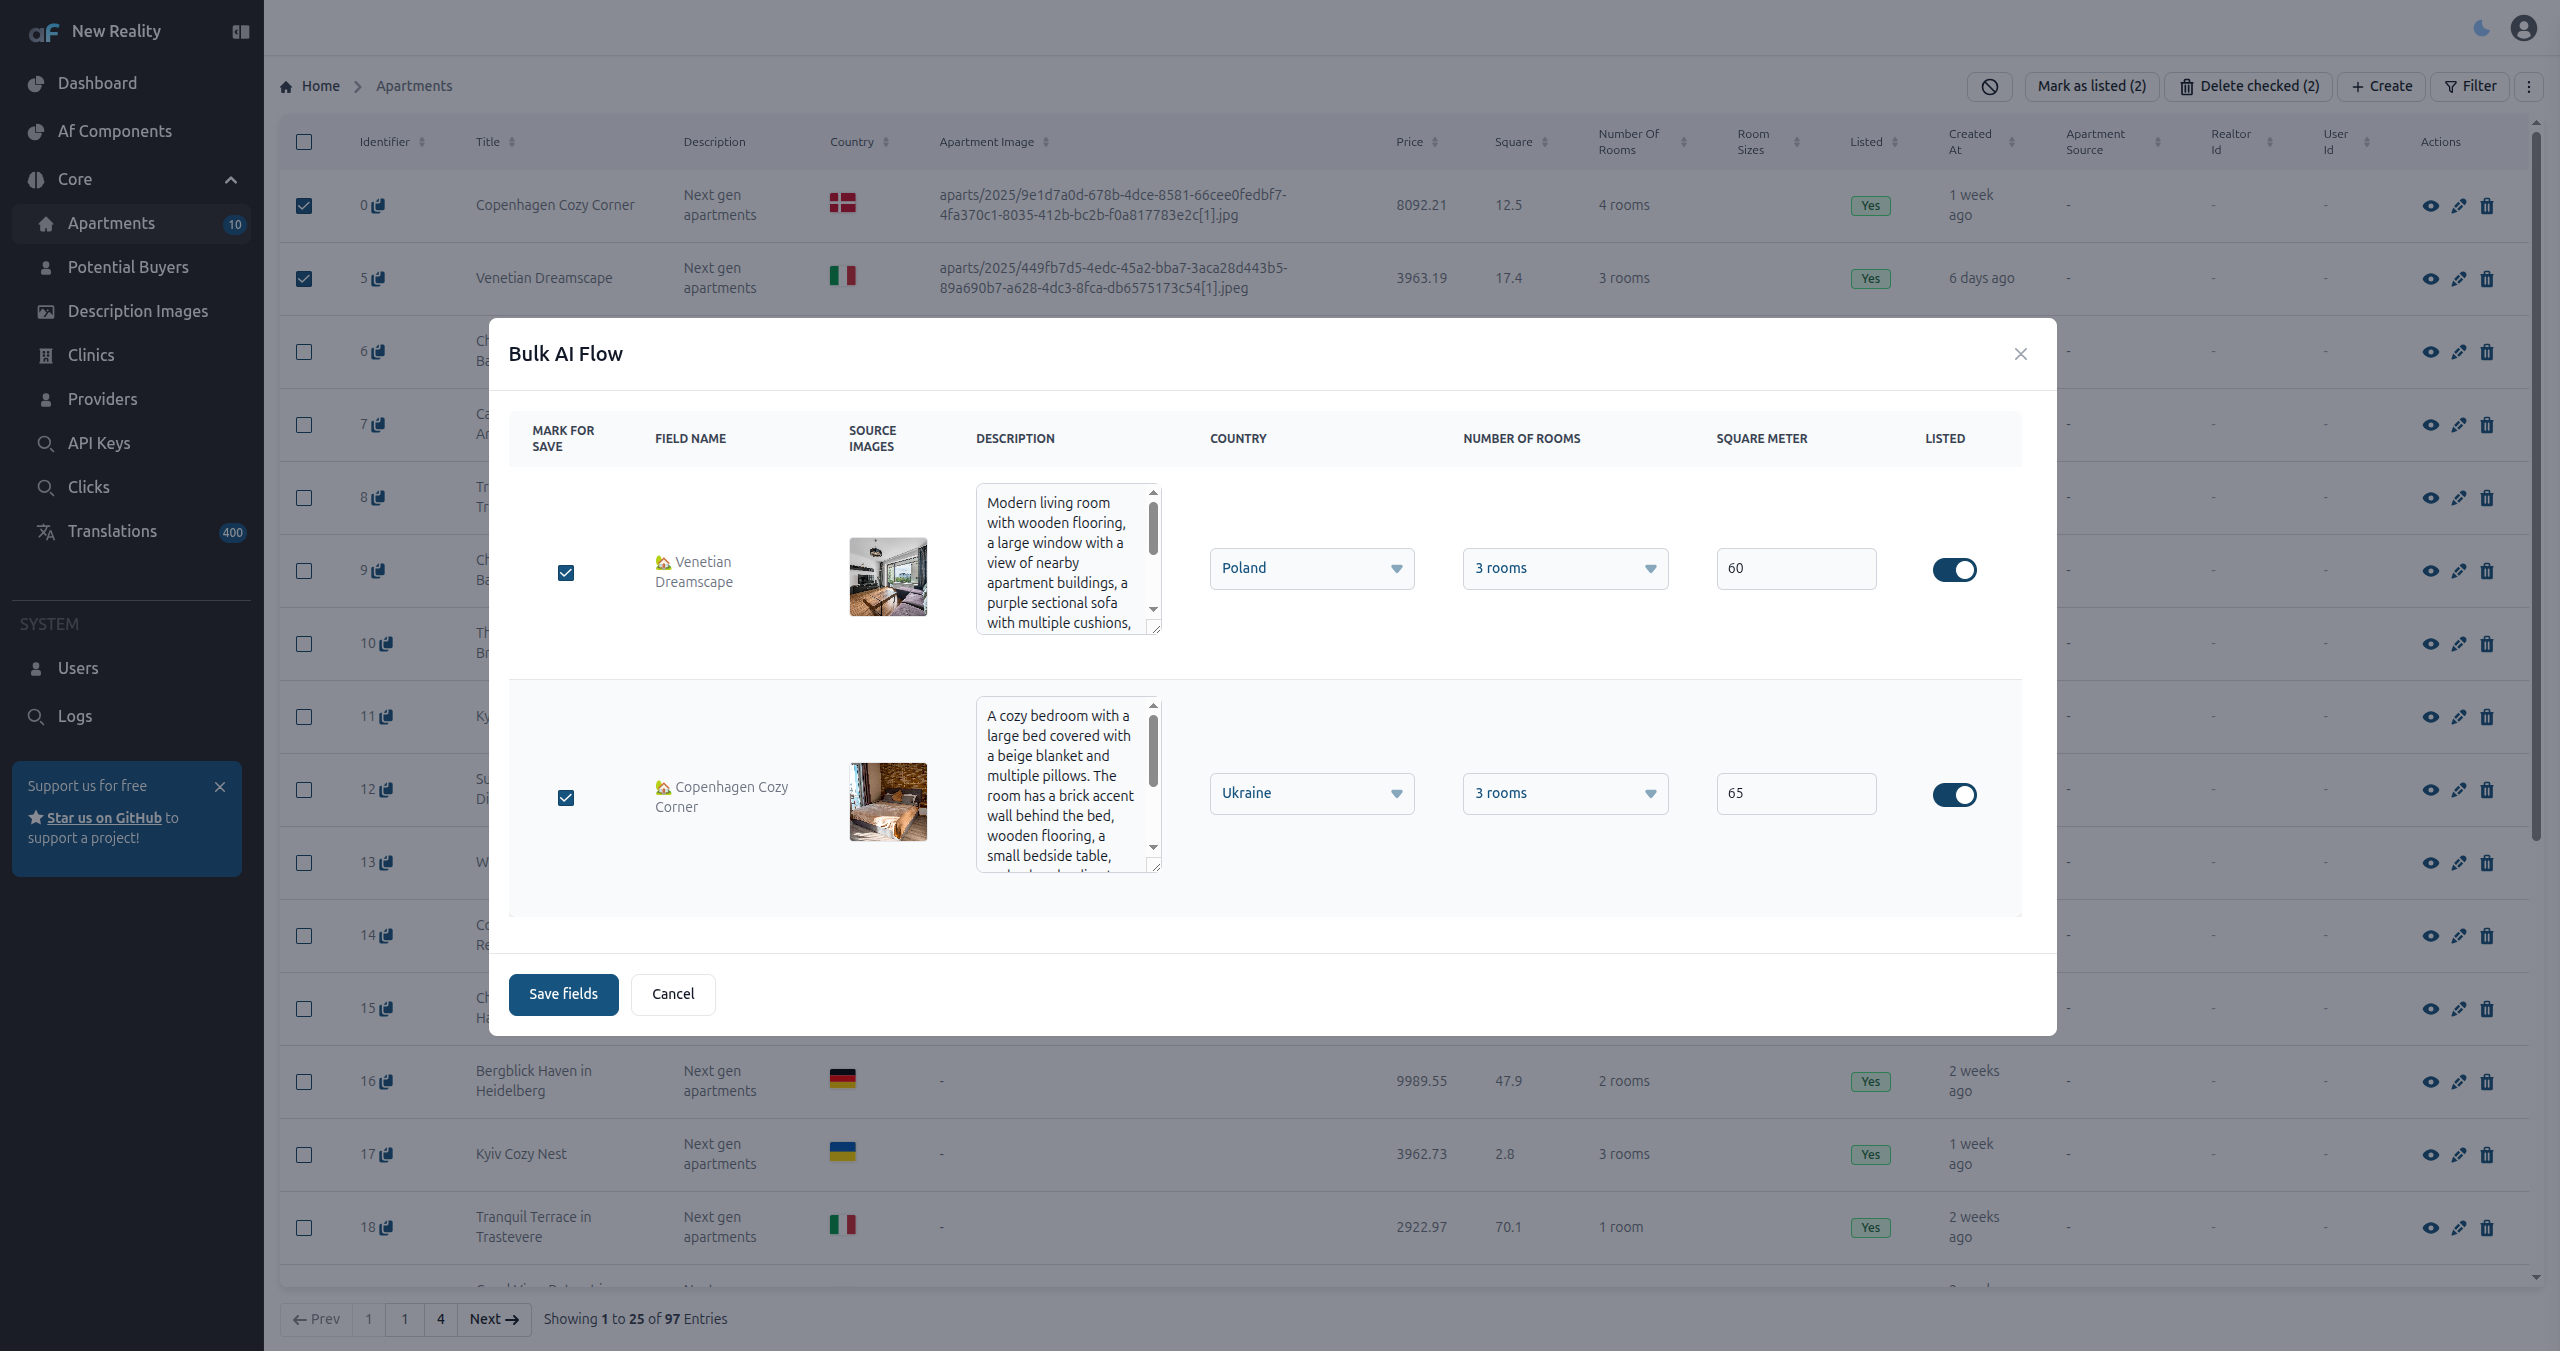 aF New Reality
Dashboard
Af Components
Core
Apartments 10
Potential Buyers
Description Images
Clinics
Providers
API Keys
Clicks
Translations 400
SYSTEM
Users
Logs
Support us for free
Star us on GitHub to
support a project!
Home Apartments
Mark as listed (2) Delete checked (2) + Create Filter
Identifier Title Description Country Apartment Image Price Square Number Of Rooms Room Sizes Listed Created At Apartment Source Realtor Id User Id Actions
0 Copenhagen Cozy Corner Next gen apartments aparts/2025/9e1d7a0d-678b-4dce-8581-66cee0fedbf7-4fa370c1-8035-412b-bc2b-f0a817783e2c[1].jpg 8092.21 12.5 4 rooms Yes 1 week ago - - -
5 Venetian Dreamscape Next gen apartments aparts/2025/449fb7d5-4edc-45a2-bba7-3aca28d443b5-89a690b7-a628-4dc3-8fca-db6575173c54[1].jpeg 3963.19 17.4 3 rooms Yes 6 days ago - - -
6 - - -
7 - - -
8 - - -
9 - - -
10 - - -
11 - - -
12 - - -
13 - - -
14 - - -
15 - - -
Bulk AI Flow
MARK FOR SAVE FIELD NAME SOURCE IMAGES DESCRIPTION COUNTRY NUMBER OF ROOMS SQUARE METER LISTED
🏡 Venetian
Dreamscape
Modern living room
with wooden flooring,
a large window with a
view of nearby
apartment buildings, a
purple sectional sofa
with multiple cushions,
Poland
3 rooms
60
🏡 Copenhagen Cozy
Corner
A cozy bedroom with a
large bed covered with
a beige blanket and
multiple pillows. The
room has a brick accent
wall behind the bed,
wooden flooring, a
small bedside table,
Ukraine
3 rooms
65
Save fields Cancel
16 Bergblick Haven in Heidelberg Next gen apartments - 9989.55 47.9 2 rooms Yes 2 weeks ago - - -
17 Kyiv Cozy Nest Next gen apartments - 3962.73 2.8 3 rooms Yes 1 week ago - - -
18 Tranquil Terrace in Trastevere Next gen apartments - 2922.97 70.1 1 room Yes 2 weeks ago - - -
← Prev 1 1 4 Next → Showing 1 to 25 of 97 Entries